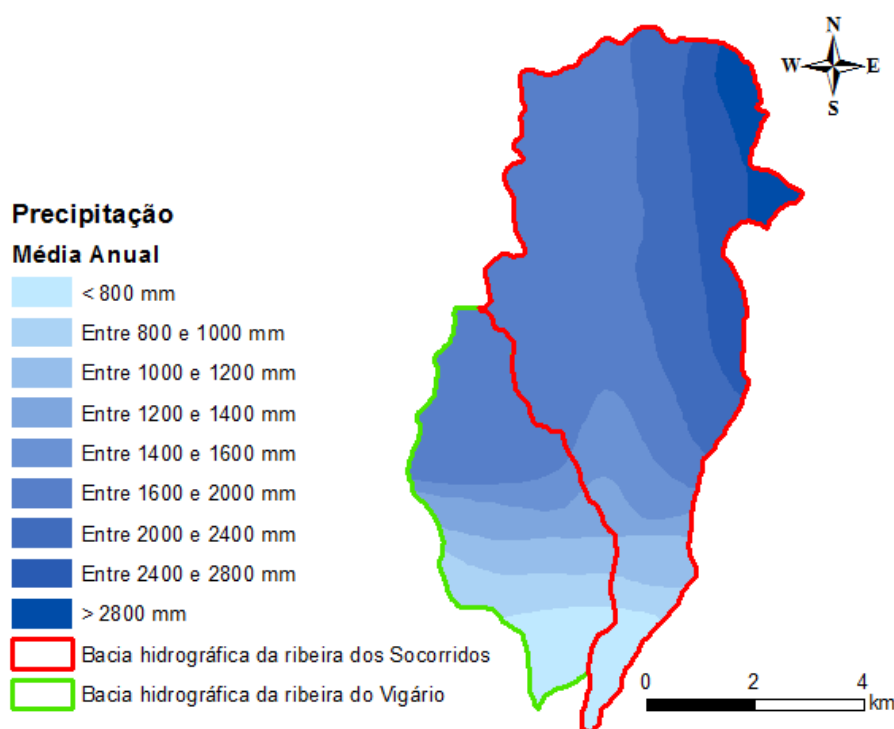 N
W E
S
Precipitação
Média Anual
< 800 mm
Entre 800 e 1000 mm
Entre 1000 e 1200 mm
Entre 1200 e 1400 mm
Entre 1400 e 1600 mm
Entre 1600 e 2000 mm
Entre 2000 e 2400 mm
Entre 2400 e 2800 mm
> 2800 mm
Bacia hidrográfica da ribeira dos Socorridos
Bacia hidrográfica da ribeira do Vigário
0 2 4
km